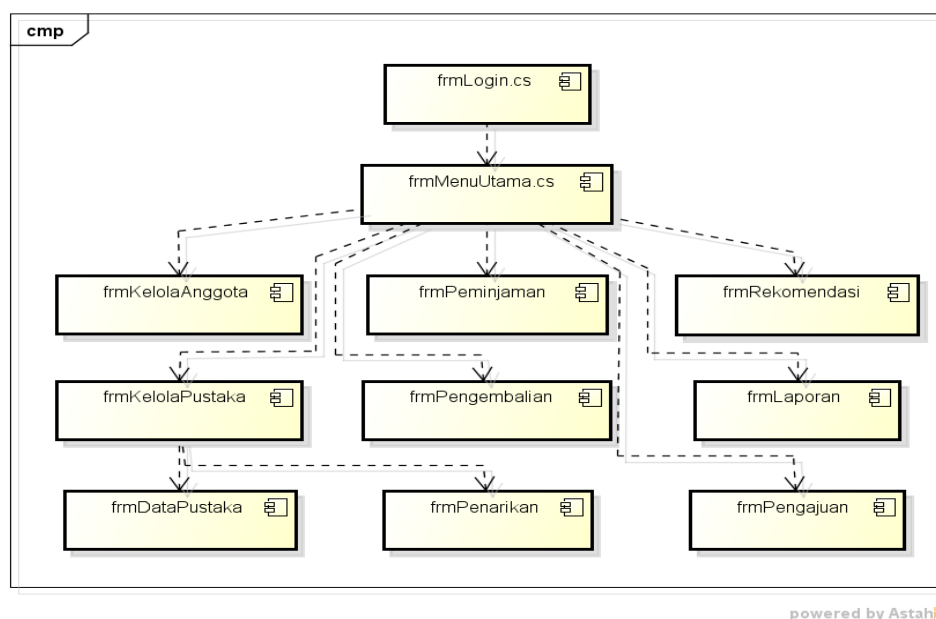 cmp
frmLogin.cs
frmMenuUtama.cs
frmKelolaAnggota
frmPeminjaman
frmRekomendasi
frmKelolaPustaka
frmPengembalian
frmLaporan
frmDataPustaka
frmPenarikan
frmPengajuan
powered by Astah